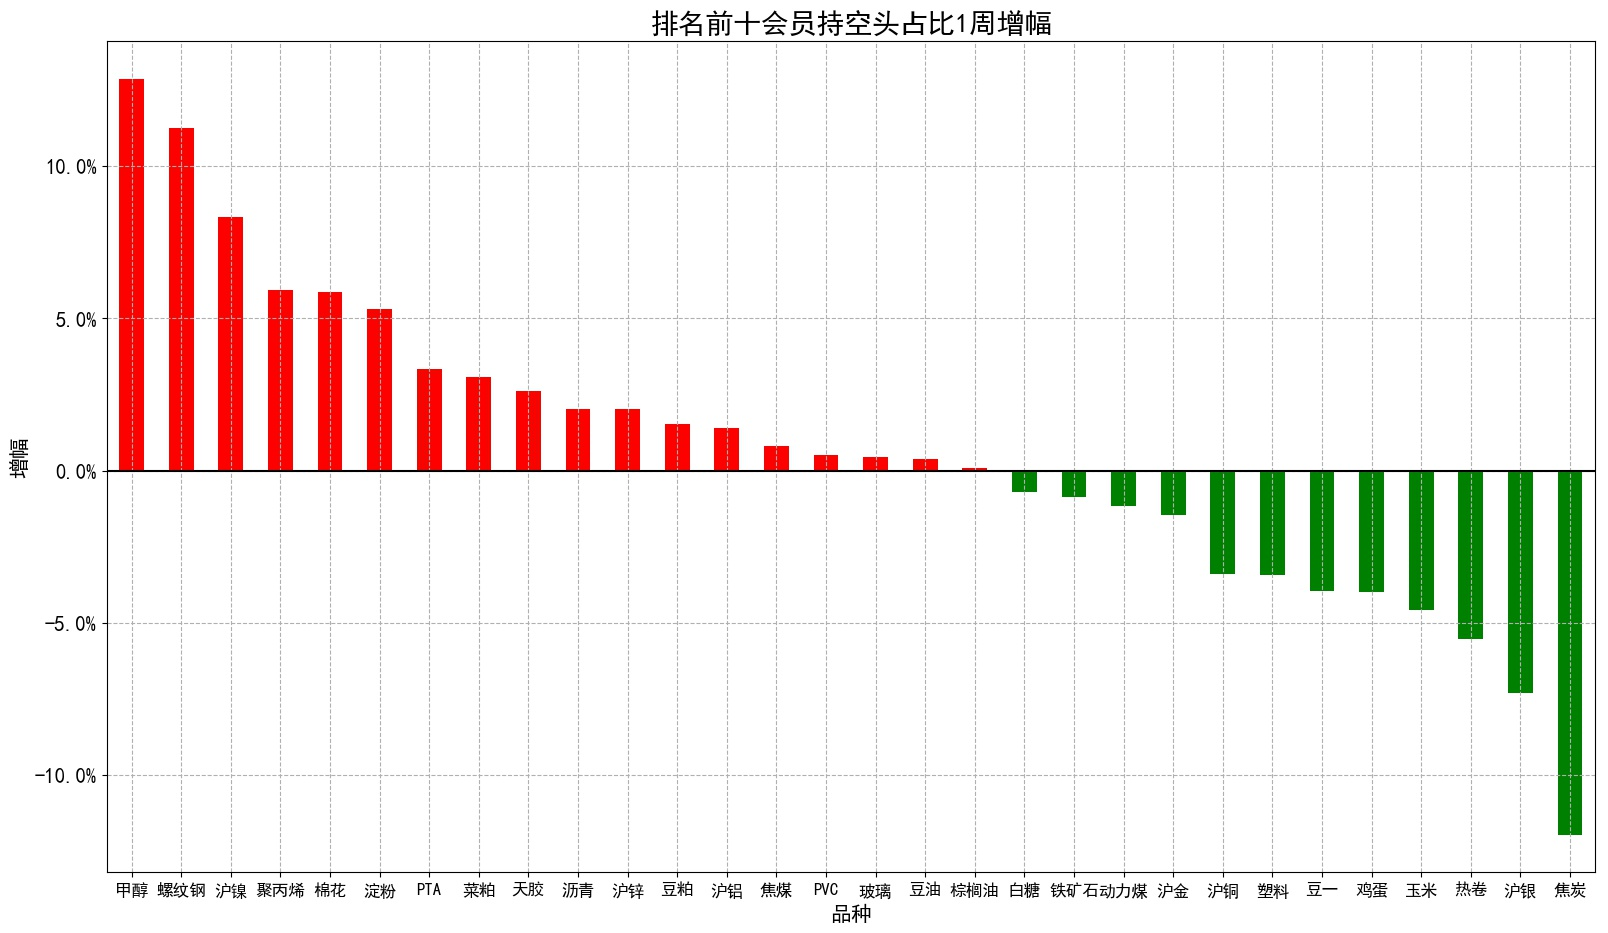 排名前十会员持空头占比1周增幅
增幅
10.0%
5.0%
0.0%
−5.0%
−10.0%
甲醇 螺纹钢 沪镍 聚丙烯 棉花 淀粉 PTA 菜粕 天胶 沥青 沪锌 豆粕 沪铝 焦煤 PVC 玻璃 豆油 棕榈油 白糖 铁矿石 动力煤 沪金 沪铜 塑料 豆一 鸡蛋 玉米 热卷 沪银 焦炭
品种